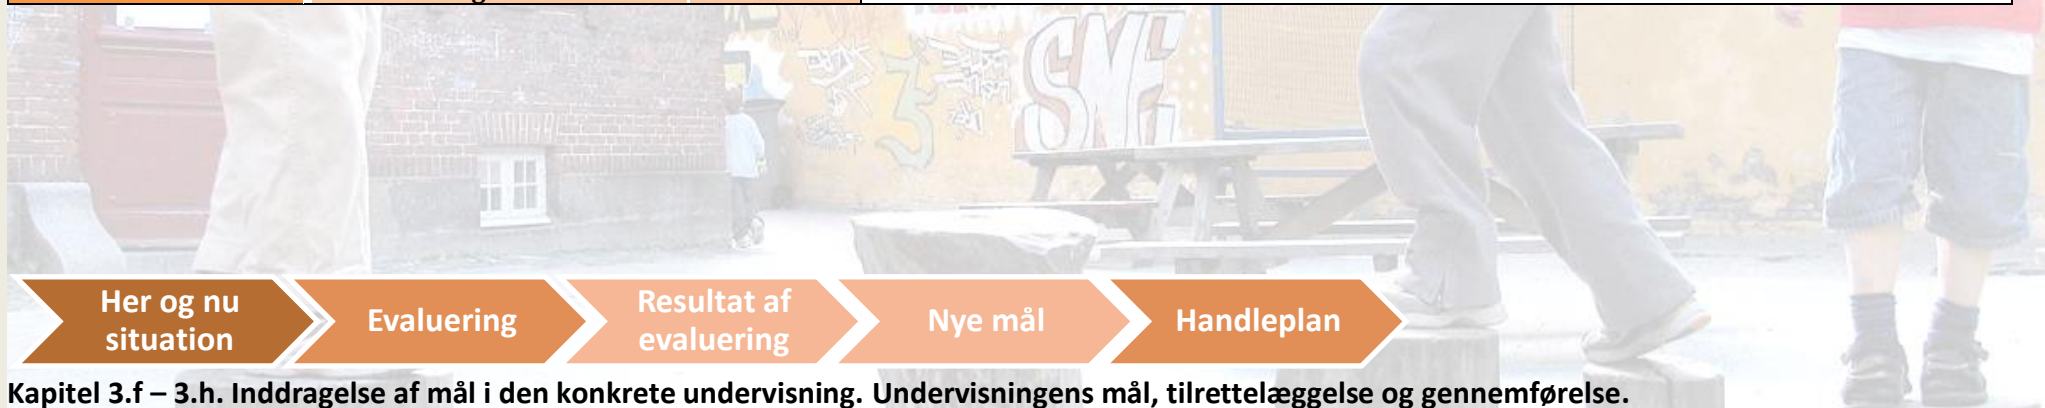 Her og nu
situation
Evaluering
Resultat af
evaluering
Nye mål
Handleplan
Kapitel 3.f – 3.h. Inddragelse af mål i den konkrete undervisning. Undervisningens mål, tilrettelæggelse og gennemførelse.